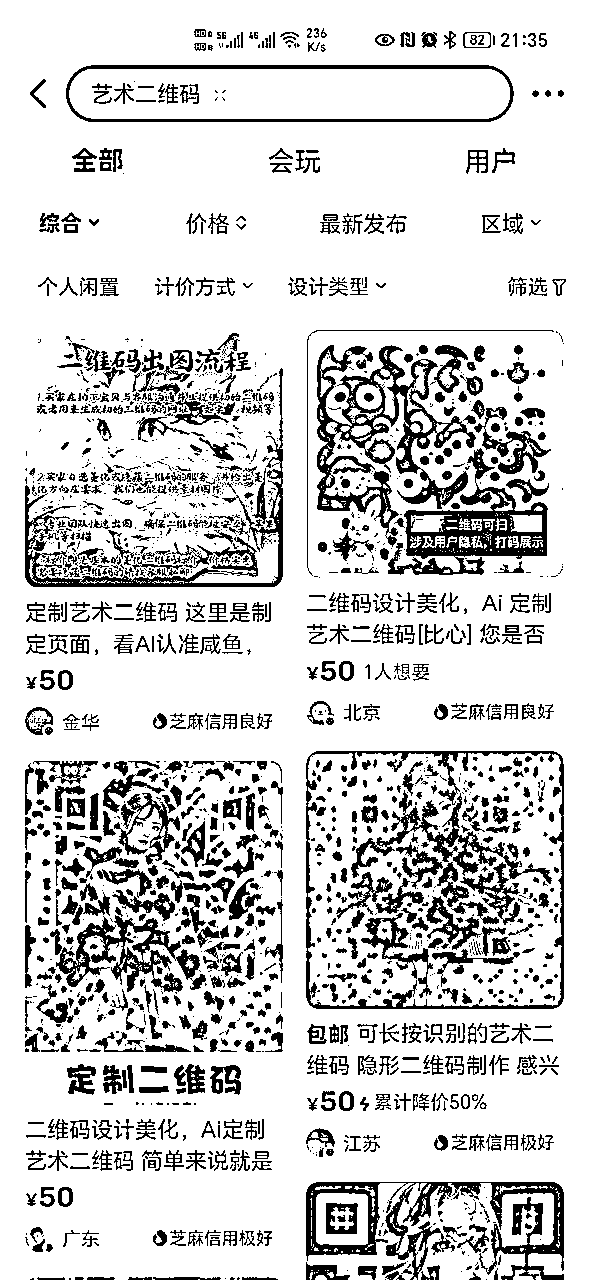 236
K/s
82
21:35
艺术二维码
全部 会玩 用户
综合 价格 最新发布 区域
个人闲置 计价方式 设计类型 筛选
二维码出图流程
二维码可扫
涉及用户隐私,打码展示
定制艺术二维码 这里是制
定页面,看AI认准咸鱼,
¥50
金华 芝麻信用良好
二维码设计美化,Ai 定制
艺术二维码[比心] 您是否
¥50 1人想要
北京 芝麻信用良好
定制二维码
二维码设计美化,Ai定制
艺术二维码 简单来说就是
¥50
广东 芝麻信用极好
包邮 可长按识别的艺术二
维码 隐形二维码制作 感兴
¥50 累计降价50%
江苏 芝麻信用极好